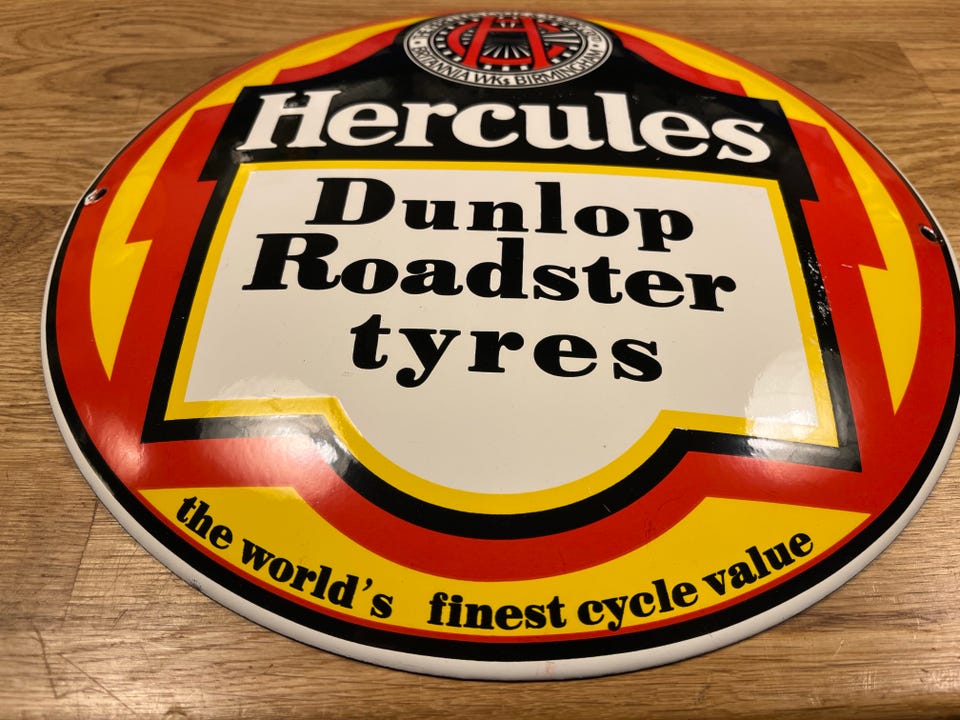 BRITANNIA WKS BIRMINGHAM
Hercules
Dunlop
Roadster
tyres
the world's finest cycle value